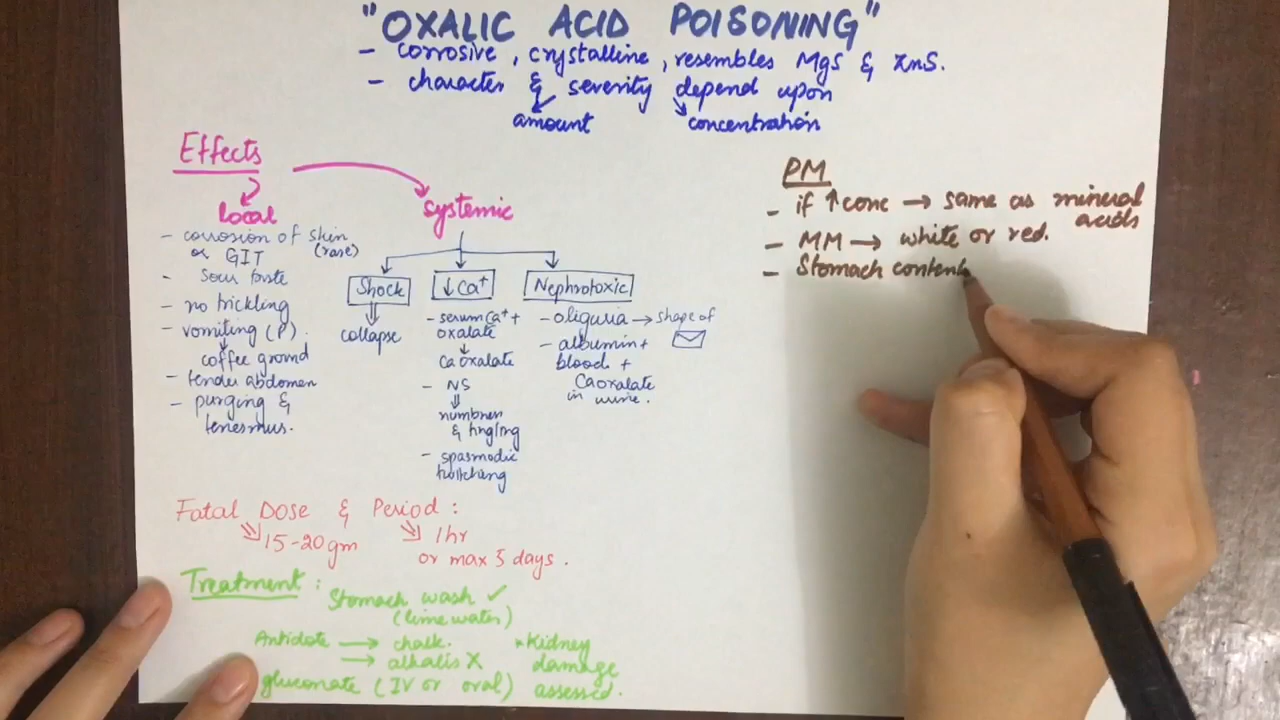 "OXALIC ACID POISONING"
- corrosive, crystalline, resembles MgS & ZnS.
- character & severity depend upon
amount
concentration
Effects
local
- corrosion of skin
or GIT (rare)
- Sour taste
- no trickling
- vomiting (P).
coffee ground
- tender abdomen
- purging &
tenesmus.
systemic
Shock
collapse
↓ Ca+
- serum Ca+ +
oxalate
Ca oxalate
- NS
numbness
& tingling
- spasmodic
twitching
Nephrotoxic
- oliguria → shape of
- albumin +
blood +
Ca oxalate
in urine.
Fatal Dose & Period :
15-20 gm
1 hr
or max 5 days.
Treatment :
Stomach wash ✓
(lime water)
Antidote → chalk.
→ alkalis X
gluconate (IV or oral)
* Kidney
damage
assessed.
PM
- if ↑ conc → same as mineral
acids
- MM → white or red.
- Stomach content